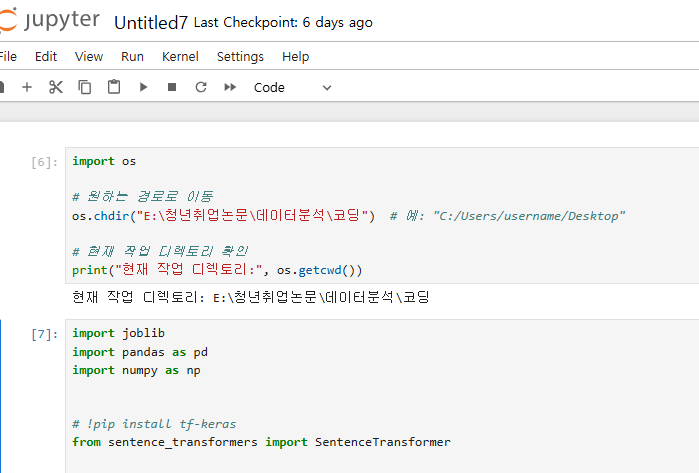 jupyter Untitled7 Last Checkpoint: 6 days ago
File Edit View Run Kernel Settings Help
Code
[6]: import os
# 원하는 경로로 이동
os.chdir("E:\청년취업논문\데이터분석\코딩") # 예: "C:/Users/username/Desktop"
# 현재 작업 디렉토리 확인
print("현재 작업 디렉토리:", os.getcwd())
현재 작업 디렉토리: E:\청년취업논문\데이터분석\코딩
[7]: import joblib
import pandas as pd
import numpy as np
# !pip install tf-keras
from sentence_transformers import SentenceTransformer